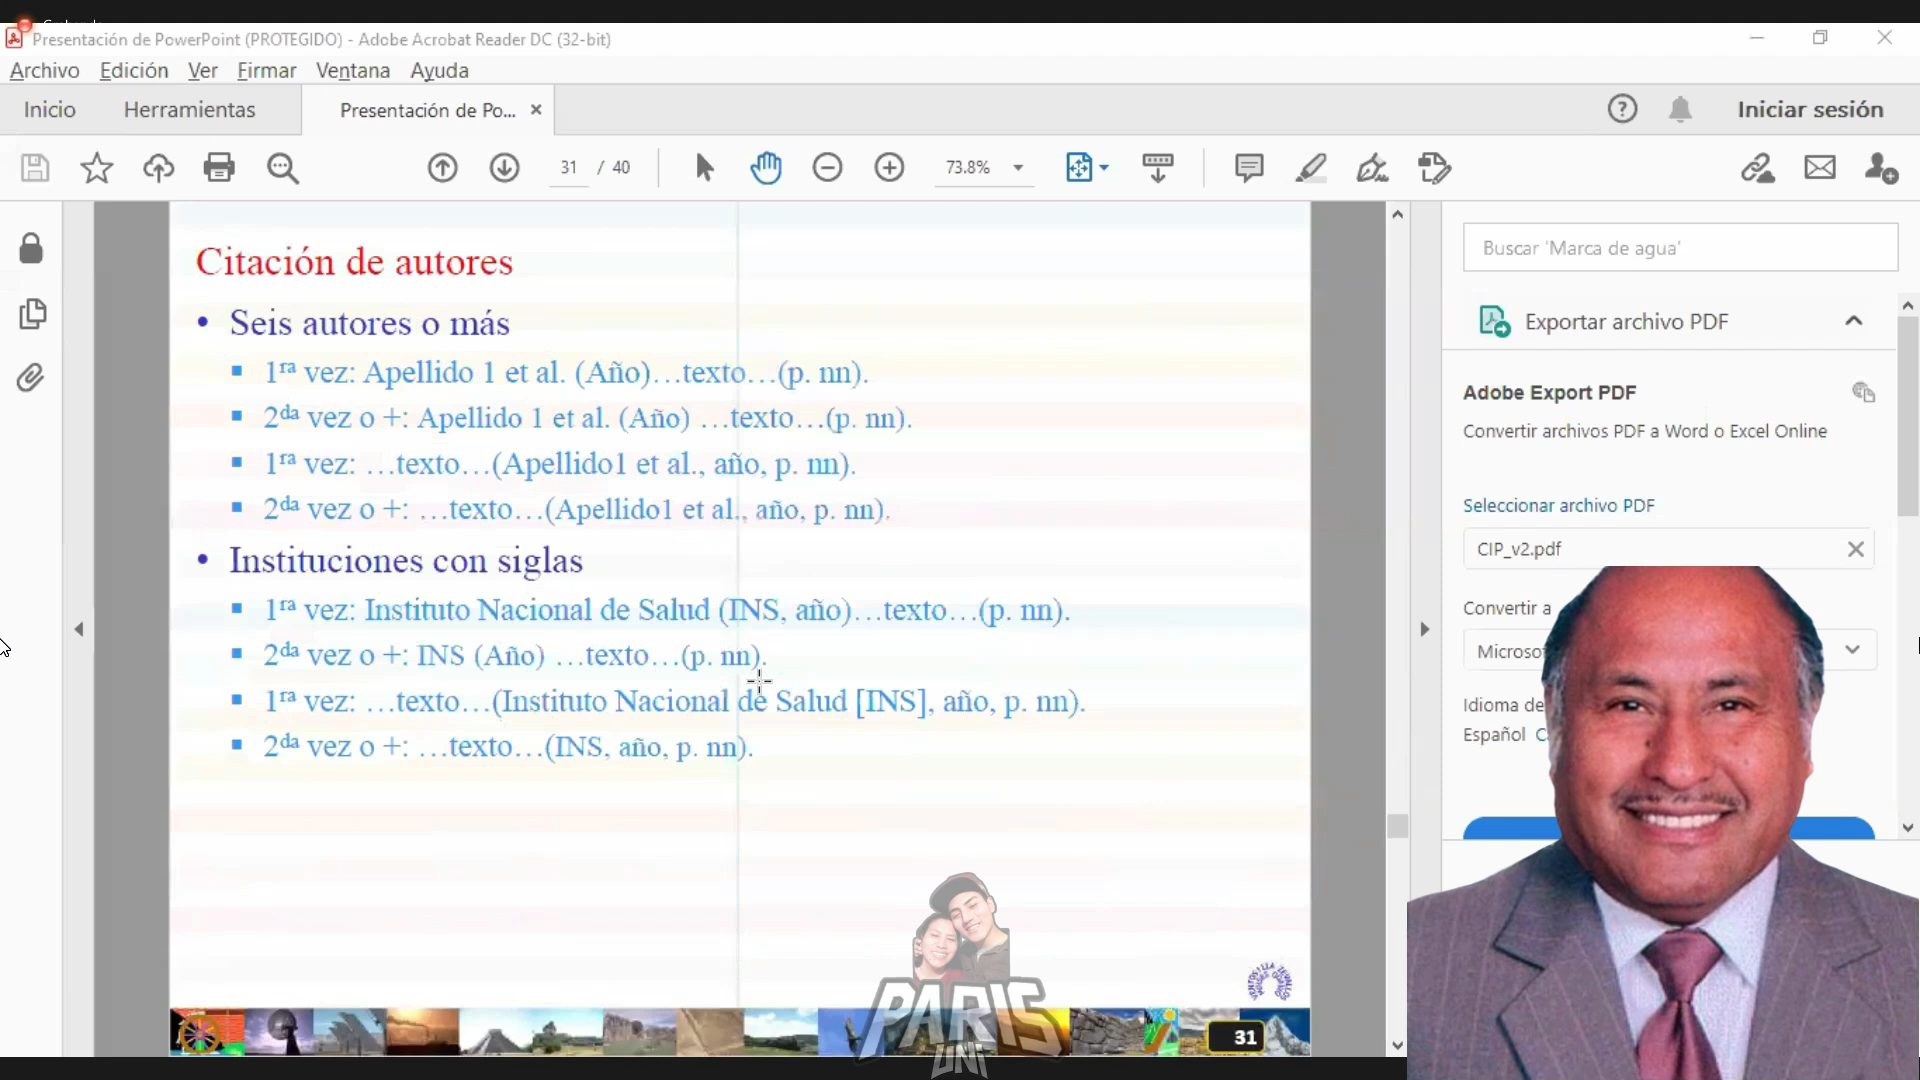 Presentación de PowerPoint (PROTEGIDO) - Adobe Acrobat Reader DC (32-bit)
Archivo Edición Ver Firmar Ventana Ayuda
Inicio Herramientas Presentación de Po... Iniciar sesión
31 / 40 73.8%
Citación de autores
• Seis autores o más
▪ 1ra vez: Apellido 1 et al. (Año)…texto…(p. nn).
▪ 2da vez o +: Apellido 1 et al. (Año) …texto…(p. nn).
▪ 1ra vez: …texto…(Apellido1 et al., año, p. nn).
▪ 2da vez o +: …texto…(Apellido1 et al., año, p. nn).
• Instituciones con siglas
▪ 1ra vez: Instituto Nacional de Salud (INS, año)…texto…(p. nn).
▪ 2da vez o +: INS (Año) …texto…(p. nn).
▪ 1ra vez: …texto…(Instituto Nacional de Salud [INS], año, p. nn).
▪ 2da vez o +: …texto…(INS, año, p. nn).
PARIS
UNi
31
Buscar 'Marca de agua'
Exportar archivo PDF
Adobe Export PDF
Convertir archivos PDF a Word o Excel Online
Seleccionar archivo PDF
CIP_v2.pdf
Convertir a
Microso
Idioma de
Español C